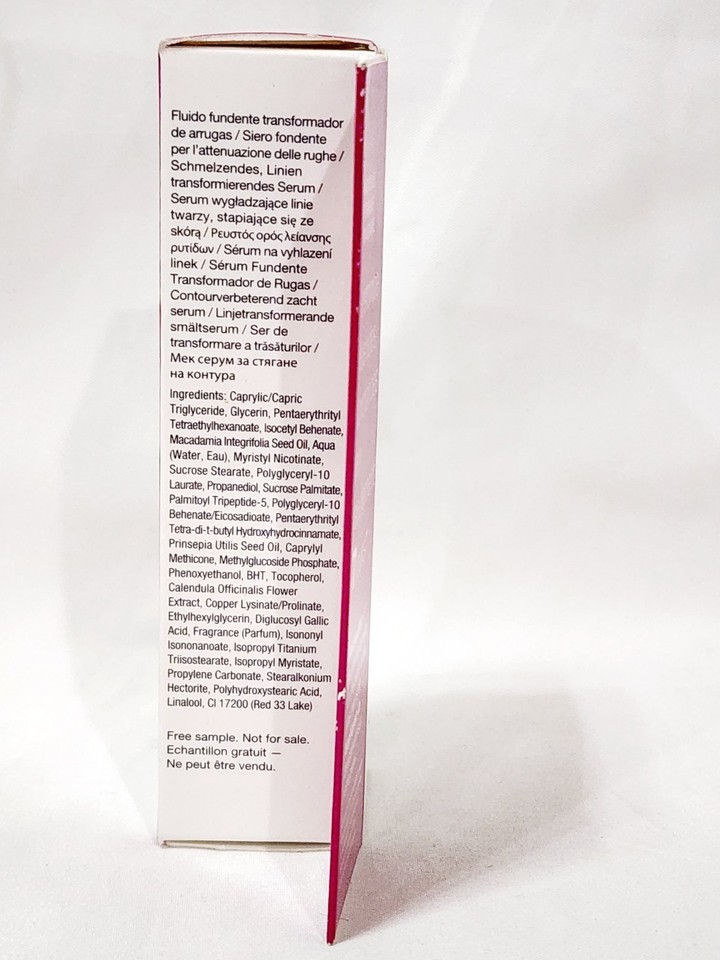 Fluido fundente transformador
de arrugas / Siero fondente
per l'attenuazione delle rughe /
Schmelzendes, Linien
transformierendes Serum /
Serum wygładzające linie
twarzy, stapiające się ze
skórą / Ρευστός ορός λείανσης
ρυτίδων / Sérum na vyhlazení
linek / Sérum Fundente
Transformador de Rugas /
Contourverbeterend zacht
serum / Linjetransformerande
smältserum / Ser de
transformare a trăsăturilor /
Мек серум за стягане
на контура
Ingredients: Caprylic/Capric
Triglyceride, Glycerin, Pentaerythrityl
Tetraethylhexanoate, Isocetyl Behenate,
Macadamia Integrifolia Seed Oil, Aqua
(Water, Eau), Myristyl Nicotinate,
Sucrose Stearate, Polyglyceryl-10
Laurate, Propanediol, Sucrose Palmitate,
Palmitoyl Tripeptide-5, Polyglyceryl-10
Behenate/Eicosadioate, Pentaerythrityl
Tetra-di-t-butyl Hydroxyhydrocinnamate,
Prinsepia Utilis Seed Oil, Caprylyl
Methicone, Methylglucoside Phosphate,
Phenoxyethanol, BHT, Tocopherol,
Calendula Officinalis Flower
Extract, Copper Lysinate/Prolinate,
Ethylhexylglycerin, Diglucosyl Gallic
Acid, Fragrance (Parfum), Isononyl
Isononanoate, Isopropyl Titanium
Triisostearate, Isopropyl Myristate,
Propylene Carbonate, Stearalkonium
Hectorite, Polyhydroxystearic Acid,
Linalool, CI 17200 (Red 33 Lake)
Free sample. Not for sale.
Echantillon gratuit —
Ne peut être vendu.